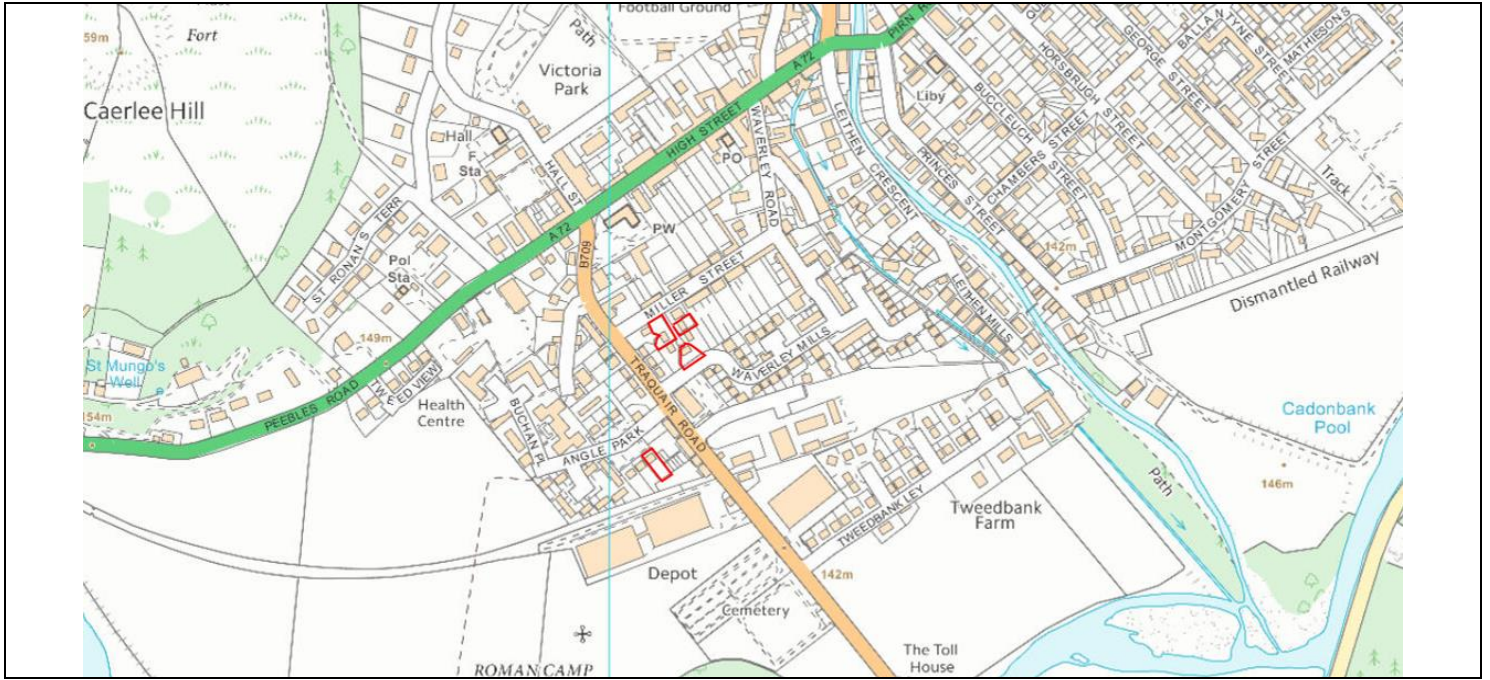 Football Ground
59m
Fort
Path
Victoria
Park
A 72
PIRN R
HORSBRUGH STREET
GEORGE STREET
BALLANTYNE STREET
MATHIESONS
Caerlee Hill
Hall
F
Sta
HALL ST
HIGH STREET
PO
WAVERLEY ROAD
LEITHEN CRESCENT
Liby
BUCCLEUCH STREET
PRINCES STREET
CHAMBERS STREET
MONTGOMERY STREET
Track
ST RONAN S TERR
Pol
Sta
A 72
B709
PW
142m
MILLER STREET
LEITHEN MILLS
Dismantled Railway
149m
St Mungo's
Well
154m
PEEBLES ROAD
TWEED VIEW
Health
Centre
BUCHAN PL
ANGLE PARK
TRAQUAIR ROAD
WAVERLEY MILLS
Cadonbank
Pool
146m
Path
TWEEDBANK LEY
Tweedbank
Farm
Depot
142m
Cemetery
The Toll
House
ROMAN CAMP